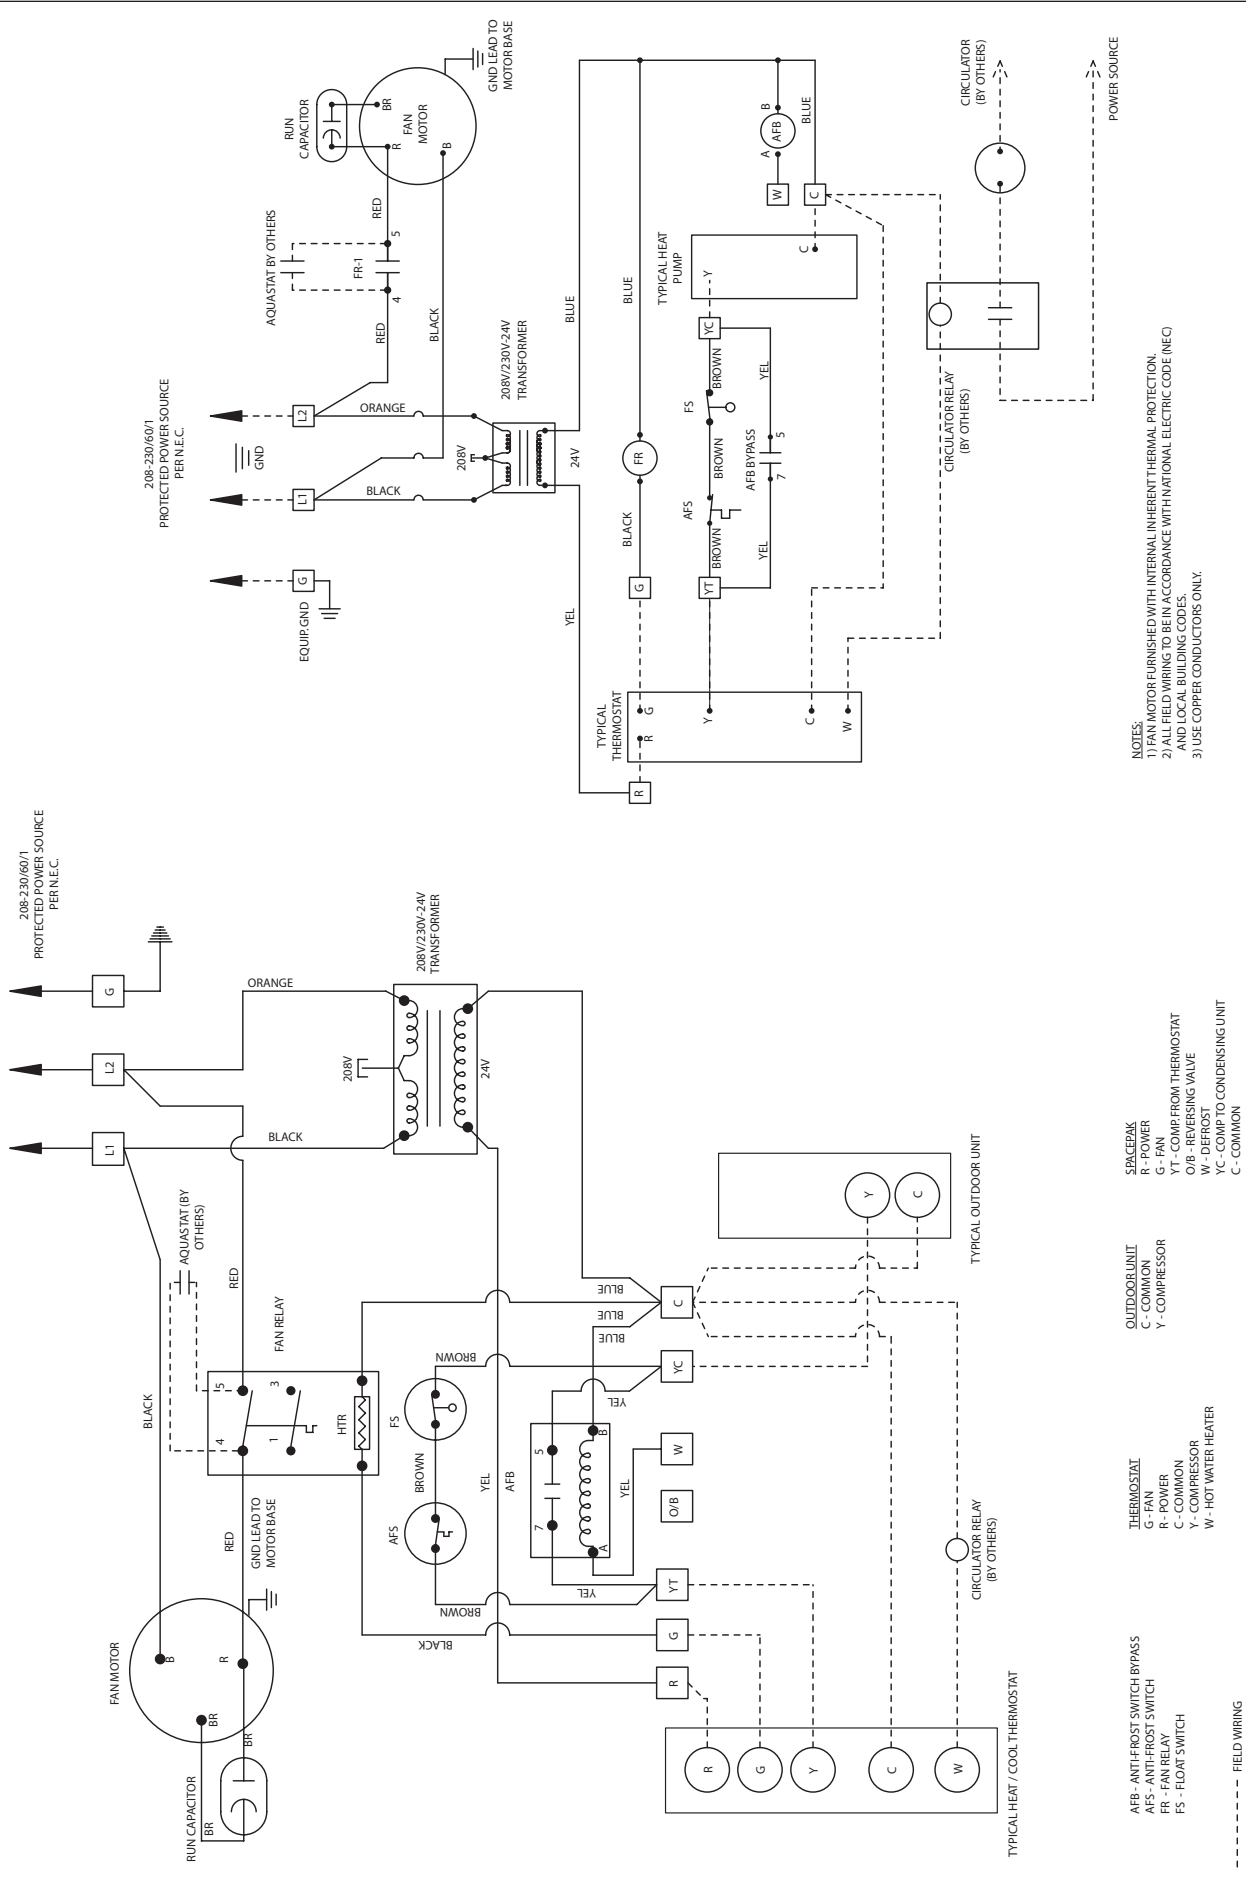 208-230/60/1
PROTECTED POWER SOURCE
PER N.E.C.
L1
L2
G
BLACK
ORANGE
AQUASTAT (BY
OTHERS)
RED
BLACK
FAN MOTOR
B
R
BR
BR
RUN CAPACITOR
BR
RED
GND LEAD TO
MOTOR BASE
4
5
1
3
FAN RELAY
HTR
208V
24V
208V/230V-24V
TRANSFORMER
AFS
BROWN
FS
BROWN
BROWN
BLACK
YEL
AFB
7
5
A
B
YEL
YEL
YEL
BLUE
BLUE
BLUE
R
G
YT
O/B
W
YC
C
R
G
Y
C
W
TYPICAL HEAT / COOL THERMOSTAT
CIRCULATOR RELAY
(BY OTHERS)
Y
C
TYPICAL OUTDOOR UNIT
AFB - ANTI-FROST SWITCH BYPASS
AFS - ANTI-FROST SWITCH
FR - FAN RELAY
FS - FLOAT SWITCH
FIELD WIRING
THERMOSTAT
G - FAN
R - POWER
C - COMMON
Y - COMPRESSOR
W - HOT WATER HEATER
OUTDOOR UNIT
C - COMMON
Y - COMPRESSOR
SPACEPAK
R - POWER
G - FAN
YT - COMP. FROM THERMOSTAT
O/B - REVERSING VALVE
W - DEFROST
YC - COMP TO CONDENSING UNIT
C - COMMON
208-230/60/1
PROTECTED POWER SOURCE
PER N.E.C.
EQUIP. GND
G
L1
GND
L2
BLACK
ORANGE
RED
4
FR-1
5
AQUASTAT BY OTHERS
RED
BLACK
RUN
CAPACITOR
R
BR
FAN
MOTOR
B
GND LEAD TO
MOTOR BASE
208V
24V
208V/230V-24V
TRANSFORMER
YEL
BLUE
R
TYPICAL
THERMOSTAT
R
G
Y
C
W
G
BLACK
FR
BLUE
YT
BROWN
AFS
BROWN
FS
BROWN
YC
YEL
AFB BYPASS
7
5
YEL
TYPICAL HEAT
PUMP
Y
C
W
A
AFB
B
BLUE
C
CIRCULATOR RELAY
(BY OTHERS)
CIRCULATOR
(BY OTHERS)
POWER SOURCE
NOTES:
1) FAN MOTOR FURNISHED WITH INTERNAL INHERENT THERMAL PROTECTION.
2) ALL FIELD WIRING TO BE IN ACCORDANCE WITH NATIONAL ELECTRIC CODE (NEC)
AND LOCAL BUILDING CODES.
3) USE COPPER CONDUCTORS ONLY.